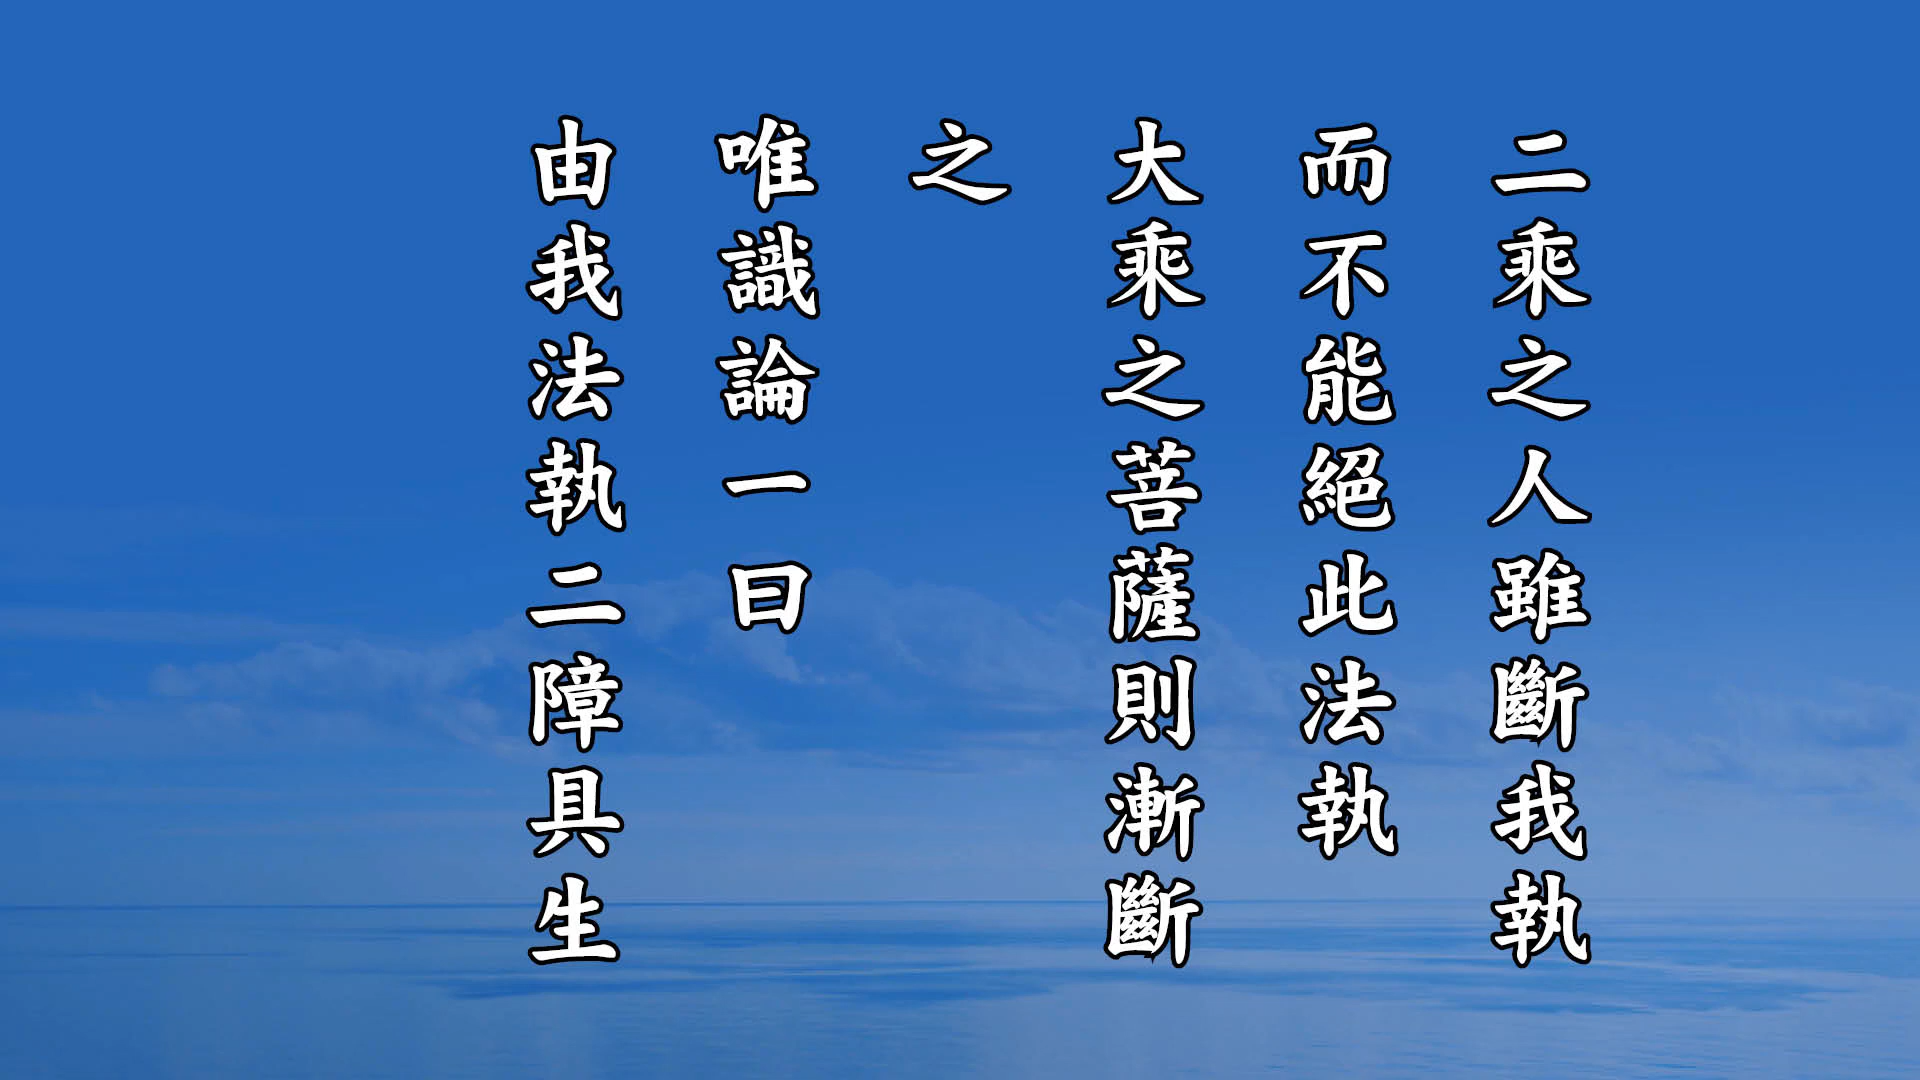 二乘之人雖斷我執
而不能絕此法執
大乘之菩薩則漸斷
之
唯識論一曰
由我法執二障具生